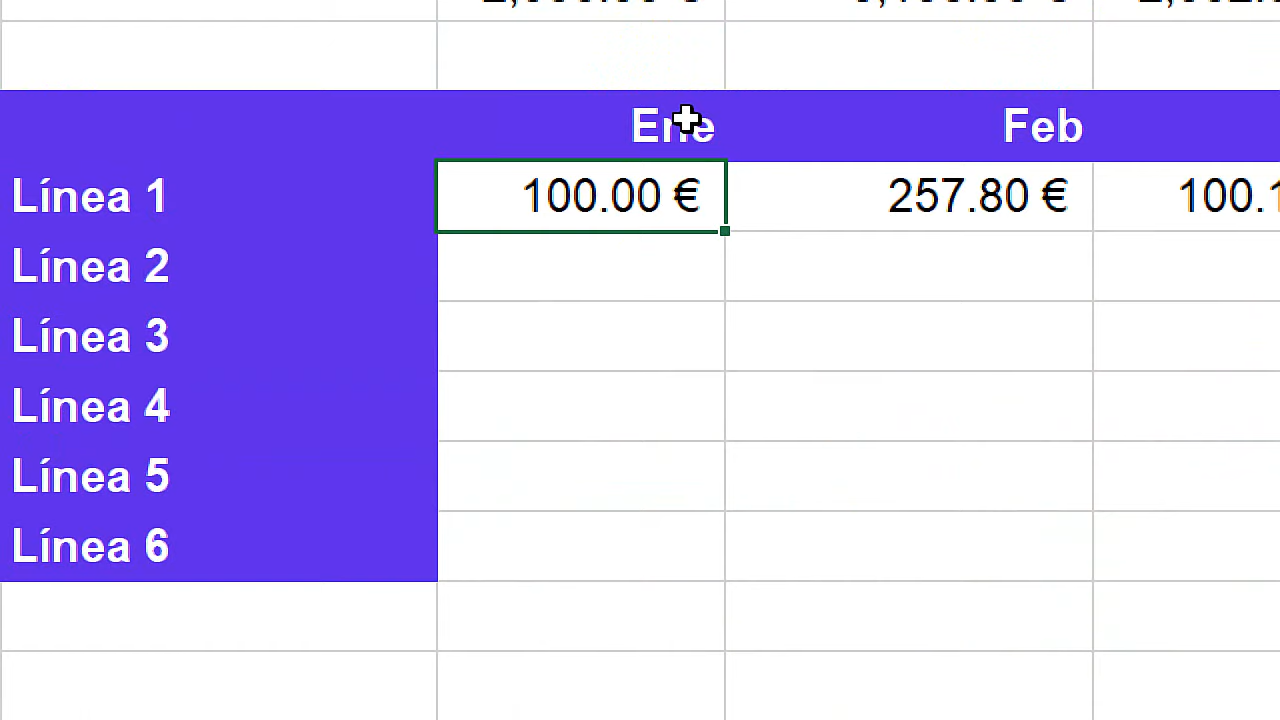 Ene Feb
Línea 1 100.00 € 257.80 €
Línea 2
Línea 3
Línea 4
Línea 5
Línea 6